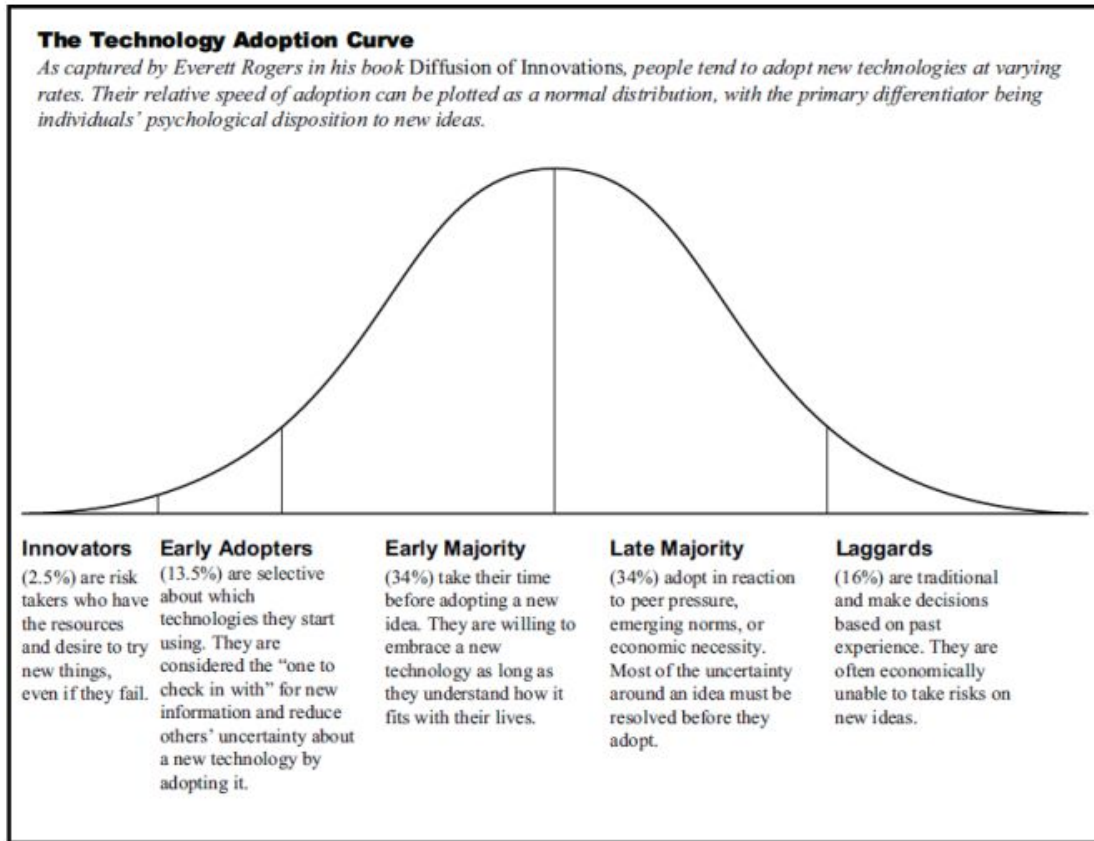 The Technology Adoption Curve
As captured by Everett Rogers in his book Diffusion of Innovations, people tend to adopt new technologies at varying
rates. Their relative speed of adoption can be plotted as a normal distribution, with the primary differentiator being
individuals’ psychological disposition to new ideas.
Innovators
(2.5%) are risk
takers who have
the resources
and desire to try
new things,
even if they fail.
Early Adopters
(13.5%) are selective
about which
technologies they start
using. They are
considered the “one to
check in with” for new
information and reduce
others’ uncertainty about
a new technology by
adopting it.
Early Majority
(34%) take their time
before adopting a new
idea. They are willing to
embrace a new
technology as long as
they understand how it
fits with their lives.
Late Majority
(34%) adopt in reaction
to peer pressure,
emerging norms, or
economic necessity.
Most of the uncertainty
around an idea must be
resolved before they
adopt.
Laggards
(16%) are traditional
and make decisions
based on past
experience. They are
often economically
unable to take risks on
new ideas.